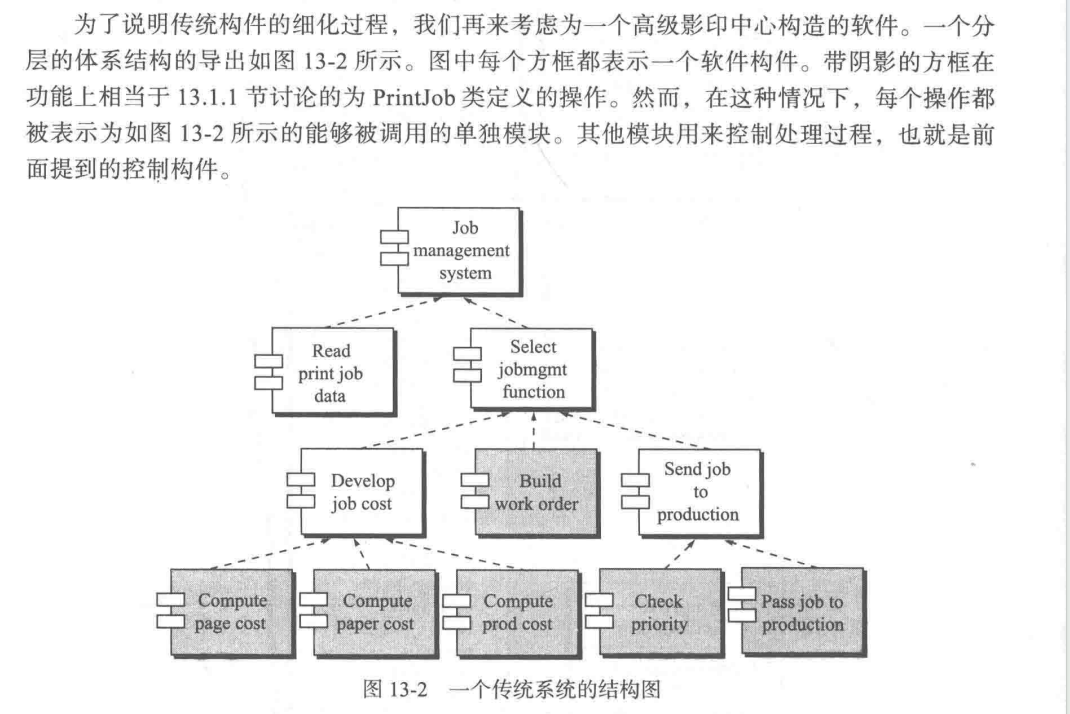 为了说明传统构件的细化过程，我们再来考虑为一个高级影印中心构造的软件。一个分
层的体系结构的导出如图 13-2 所示。图中每个方框都表示一个软件构件。带阴影的方框在
功能上相当于 13.1.1 节讨论的为 PrintJob 类定义的操作。然而，在这种情况下，每个操作都
被表示为如图 13-2 所示的能够被调用的单独模块。其他模块用来控制处理过程，也就是前
面提到的控制构件。
Job
management
system
Read
print job
data
Select
jobmgmt
function
Develop
job cost
Build
work order
Send job
to
production
Compute
page cost
Compute
paper cost
Compute
prod cost
Check
priority
Pass job to
production
图 13-2 一个传统系统的结构图